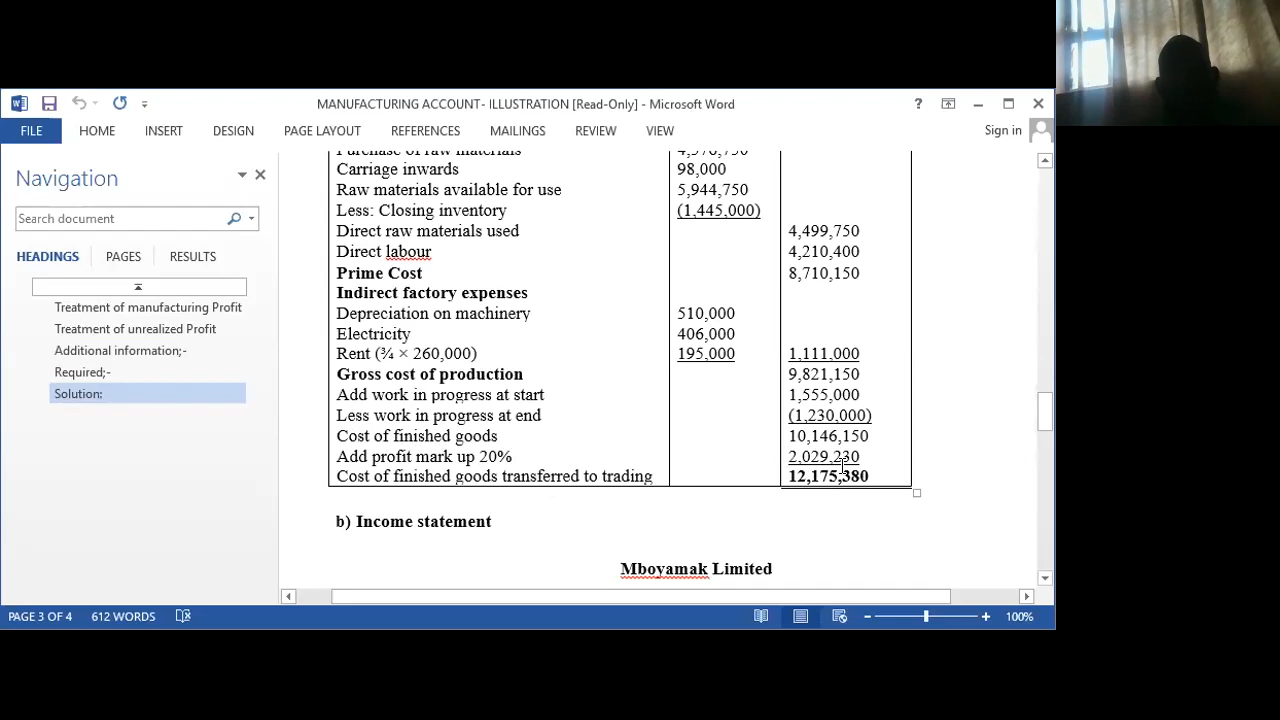 MANUFACTURING ACCOUNT- ILLUSTRATION [Read-Only] - Microsoft Word
FILE HOME INSERT DESIGN PAGE LAYOUT REFERENCES MAILINGS REVIEW VIEW Sign in
Navigation
Search document
HEADINGS PAGES RESULTS
Treatment of manufacturing Profit
Treatment of unrealized Profit
Additional information;-
Required;-
Solution:
Purchase of raw materials
Carriage inwards 98,000
Raw materials available for use 5,944,750
Less: Closing inventory (1,445,000)
Direct raw materials used 4,499,750
Direct labour 4,210,400
Prime Cost 8,710,150
Indirect factory expenses
Depreciation on machinery 510,000
Electricity 406,000
Rent (¾ × 260,000) 195,000 1,111,000
Gross cost of production 9,821,150
Add work in progress at start 1,555,000
Less work in progress at end (1,230,000)
Cost of finished goods 10,146,150
Add profit mark up 20% 2,029,230
Cost of finished goods transferred to trading 12,175,380
b) Income statement
Mboyamak Limited
PAGE 3 OF 4 612 WORDS 100%